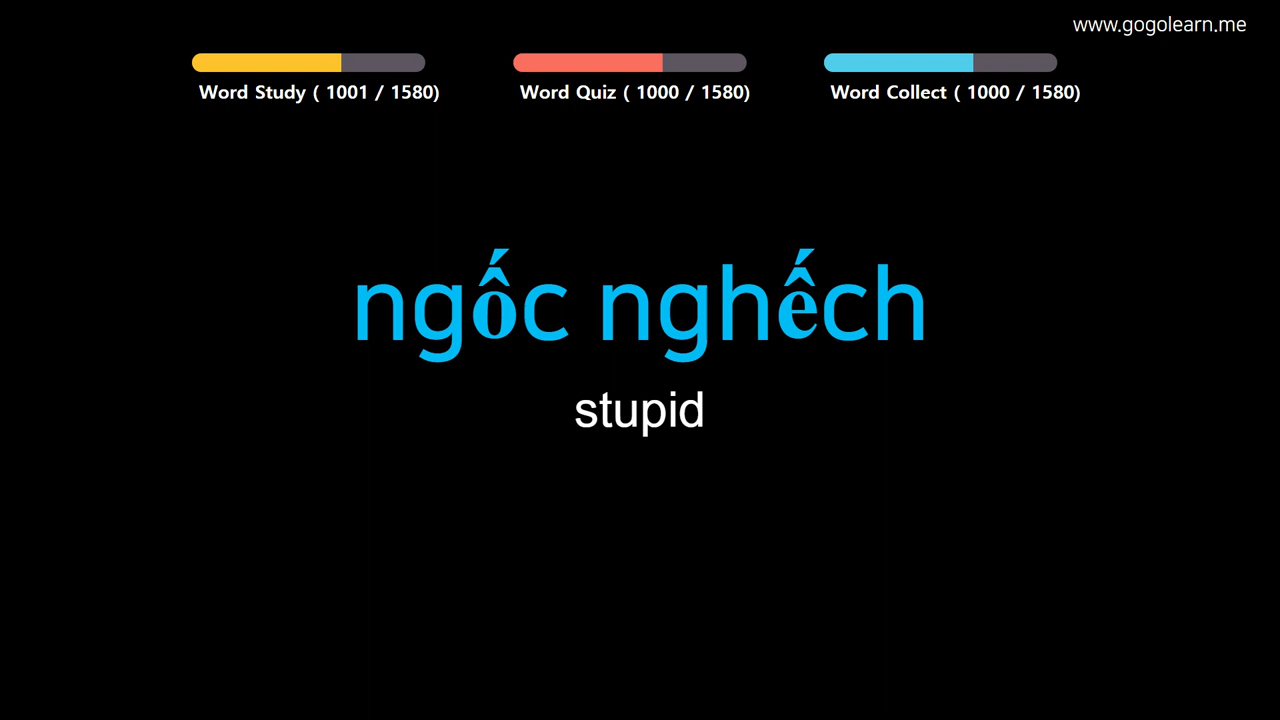 www.gogolearn.me
Word Study ( 1001 / 1580)
Word Quiz ( 1000 / 1580)
Word Collect ( 1000 / 1580)
ngốc nghếch
stupid